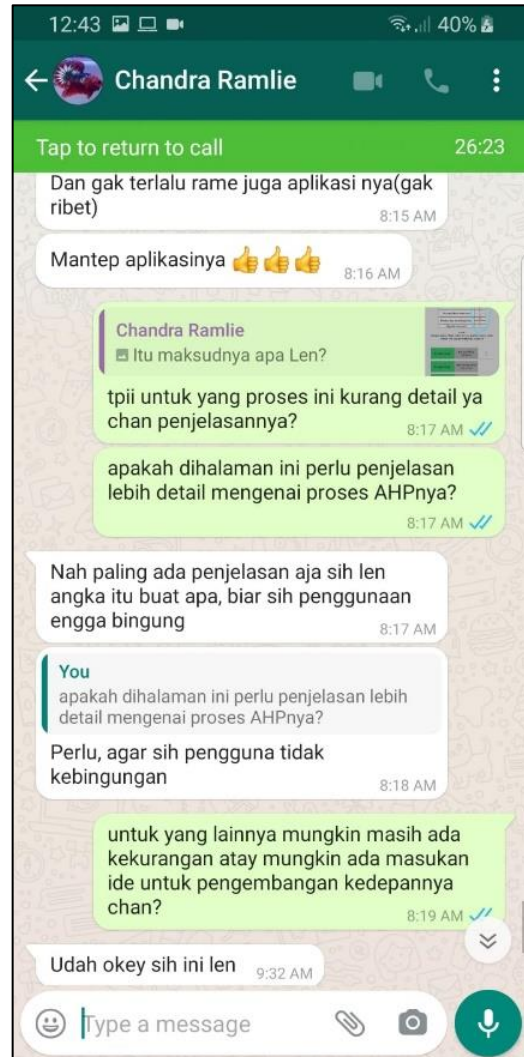 12:43 40%
Chandra Ramlie
Tap to return to call 26:23
Dan gak terlalu rame juga aplikasi nya(gak
ribet)
8:15 AM
Mantep aplikasinya 👍👍👍
8:16 AM
Chandra Ramlie
Itu maksudnya apa Len?
tpii untuk yang proses ini kurang detail ya
chan penjelasannya?
8:17 AM
apakah dihalaman ini perlu penjelasan
lebih detail mengenai proses AHPnya?
8:17 AM
Nah paling ada penjelasan aja sih len
angka itu buat apa, biar sih penggunaan
engga bingung
8:17 AM
You
apakah dihalaman ini perlu penjelasan lebih
detail mengenai proses AHPnya?
Perlu, agar sih pengguna tidak
kebingungan
8:18 AM
untuk yang lainnya mungkin masih ada
kekurangan atay mungkin ada masukan
ide untuk pengembangan kedepannya
chan?
8:19 AM
Udah okey sih ini len
9:32 AM
Type a message